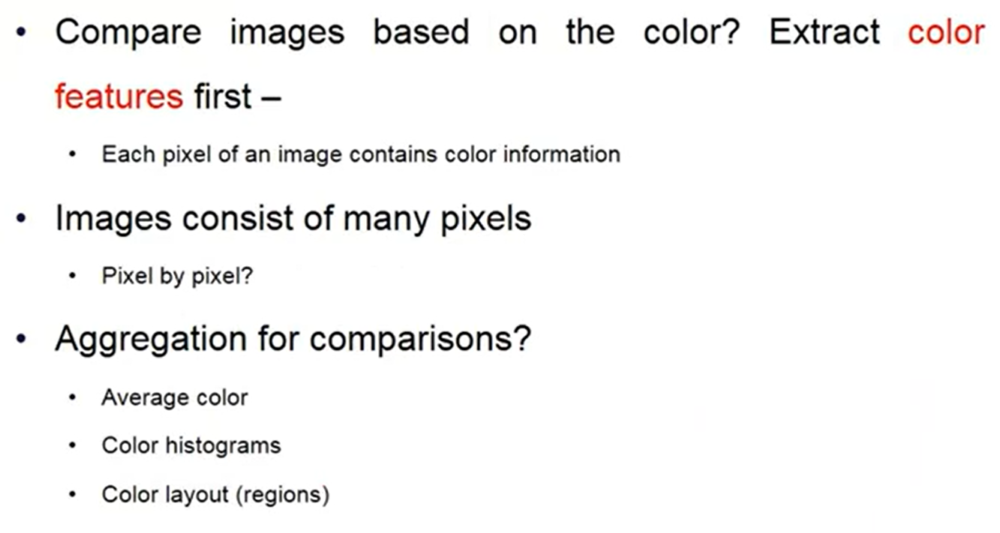 • Compare images based on the color? Extract color
features first –
• Each pixel of an image contains color information
• Images consist of many pixels
• Pixel by pixel?
• Aggregation for comparisons?
• Average color
• Color histograms
• Color layout (regions)